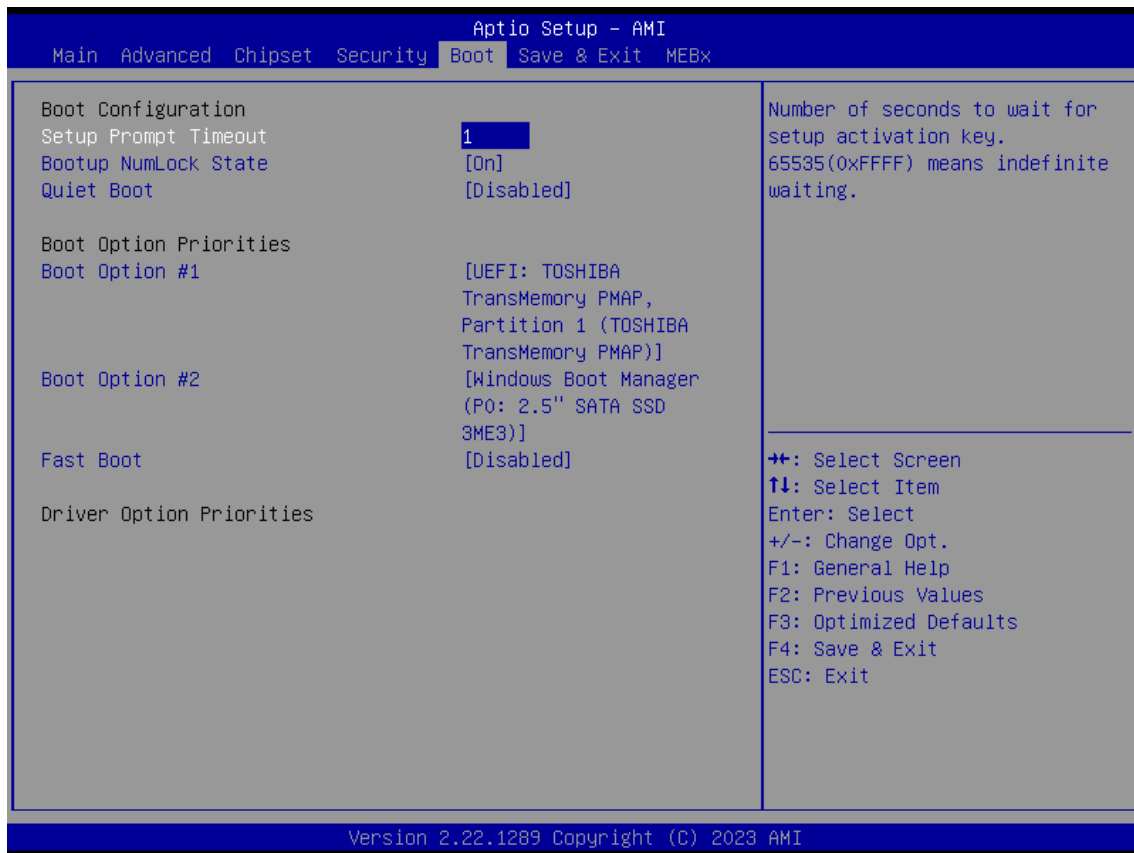 Aptio Setup – AMI
Main Advanced Chipset Security Boot Save & Exit MEBx
Boot Configuration
Setup Prompt Timeout 1
Bootup NumLock State [On]
Quiet Boot [Disabled]
Boot Option Priorities
Boot Option #1 [UEFI: TOSHIBA
TransMemory PMAP,
Partition 1 (TOSHIBA
TransMemory PMAP)]
Boot Option #2 [Windows Boot Manager
(P0: 2.5" SATA SSD
3ME3)]
Fast Boot [Disabled]
Driver Option Priorities
Number of seconds to wait for
setup activation key.
65535(0xFFFF) means indefinite
waiting.
→←: Select Screen
↑↓: Select Item
Enter: Select
+/-: Change Opt.
F1: General Help
F2: Previous Values
F3: Optimized Defaults
F4: Save & Exit
ESC: Exit
Version 2.22.1289 Copyright (C) 2023 AMI